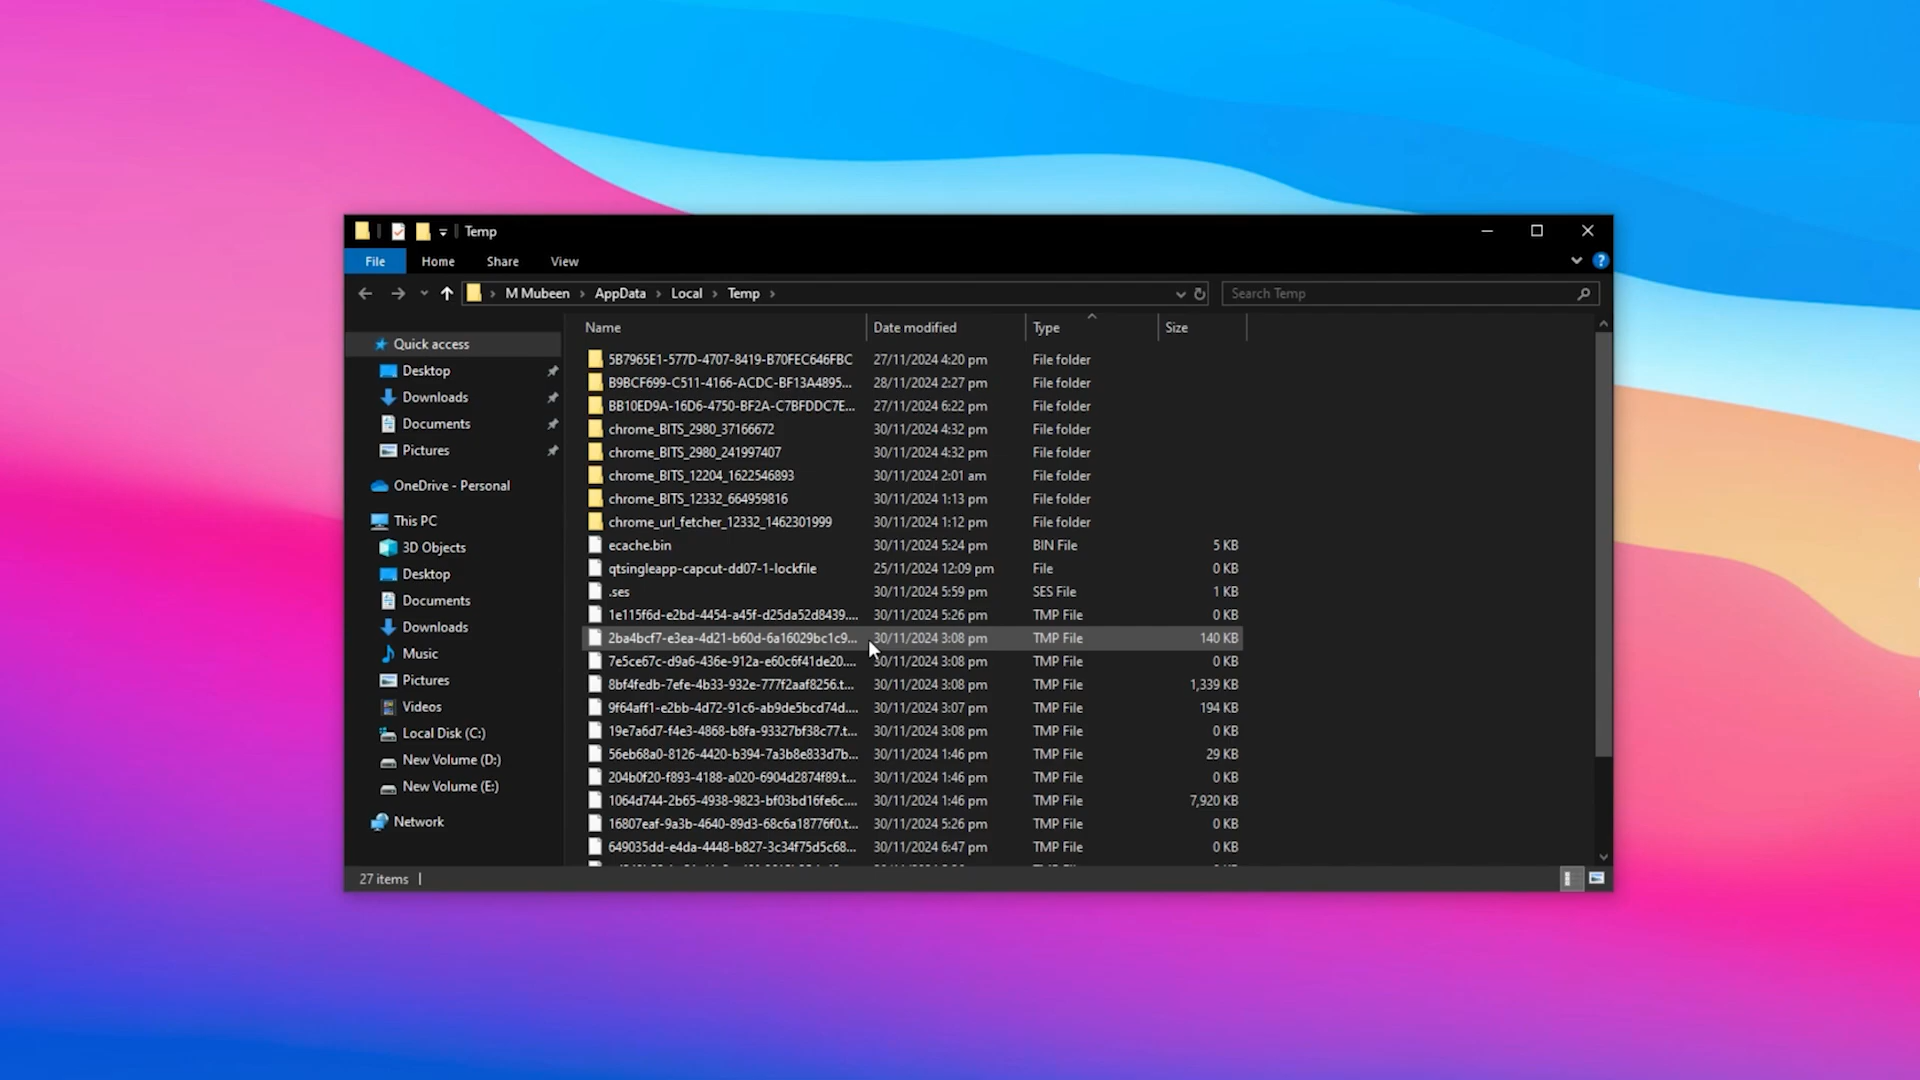 Temp
File Home Share View
M Mubeen AppData Local Temp Search Temp
Name Date modified Type Size
Quick access
Desktop
Downloads
Documents
Pictures
OneDrive - Personal
This PC
3D Objects
Desktop
Documents
Downloads
Music
Pictures
Videos
Local Disk (C:)
New Volume (D:)
New Volume (E:)
Network
5B7965E1-577D-4707-8419-B70FEC646FBC 27/11/2024 4:20 pm File folder
B9BCF699-C511-4166-ACDC-BF13A4895... 28/11/2024 2:27 pm File folder
BB10ED9A-16D6-4750-BF2A-C7BFDDC7E... 27/11/2024 6:22 pm File folder
chrome_BITS_2980_37166672 30/11/2024 4:32 pm File folder
chrome_BITS_2980_241997407 30/11/2024 4:32 pm File folder
chrome_BITS_12204_1622546893 30/11/2024 2:01 am File folder
chrome_BITS_12332_664959816 30/11/2024 1:13 pm File folder
chrome_url_fetcher_12332_1462301999 30/11/2024 1:12 pm File folder
ecache.bin 30/11/2024 5:24 pm BIN File 5 KB
qtsingleapp-capcut-dd07-1-lockfile 25/11/2024 12:09 pm File 0 KB
.ses 30/11/2024 5:59 pm SES File 1 KB
1e115f6d-e2bd-4454-a45f-d25da52d8439.... 30/11/2024 5:26 pm TMP File 0 KB
2ba4bcf7-e3ea-4d21-b60d-6a16029bc1c9... 30/11/2024 3:08 pm TMP File 140 KB
7e5ce67c-d9a6-436e-912a-e60c6f41de20.... 30/11/2024 3:08 pm TMP File 0 KB
8bf4fedb-7efe-4b33-932e-777f2aaf8256.t... 30/11/2024 3:08 pm TMP File 1,339 KB
9f64aff1-e2bb-4d72-91c6-ab9de5bcd74d.... 30/11/2024 3:07 pm TMP File 194 KB
19e7a6d7-f4e3-4868-b8fa-93327bf38c77.t... 30/11/2024 3:08 pm TMP File 0 KB
56eb68a0-8126-4420-b394-7a3b8e833d7b... 30/11/2024 1:46 pm TMP File 29 KB
204b0f20-f893-4188-a020-6904d2874f89.t... 30/11/2024 1:46 pm TMP File 0 KB
1064d744-2b65-4938-9823-bf03bd16fe6c.... 30/11/2024 1:46 pm TMP File 7,920 KB
16807eaf-9a3b-4640-89d3-68c6a18776f0.t... 30/11/2024 5:26 pm TMP File 0 KB
649035dd-e4da-4448-b827-3c34f75d5c68... 30/11/2024 6:47 pm TMP File 0 KB
27 items